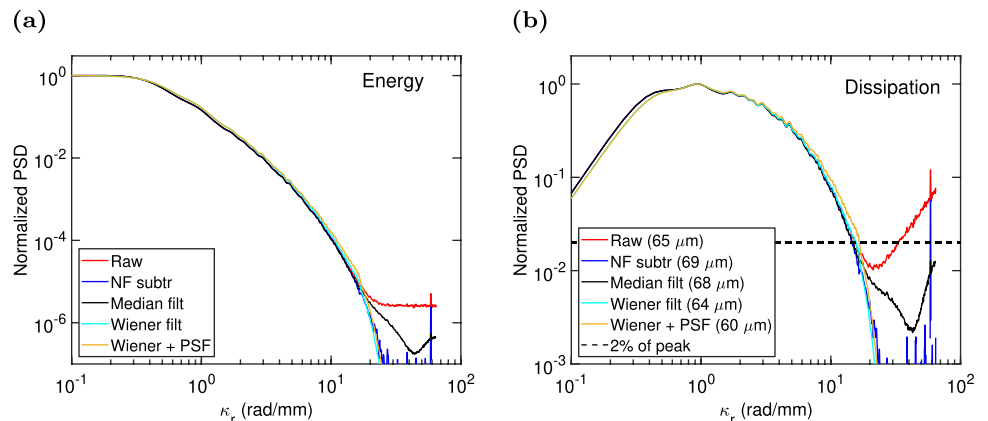 (a)
(b)
Energy
Normalized PSD
10^0
10^-2
10^-4
10^-6
Raw
NF subtr
Median filt
Wiener filt
Wiener + PSF
10^-1 10^0 10^1 10^2
κ_r (rad/mm)
Dissipation
Normalized PSD
10^0
10^-1
10^-2
10^-3
Raw (65 μm)
NF subtr (69 μm)
Median filt (68 μm)
Wiener filt (64 μm)
Wiener + PSF (60 μm)
2% of peak
10^-1 10^0 10^1 10^2
κ_r (rad/mm)